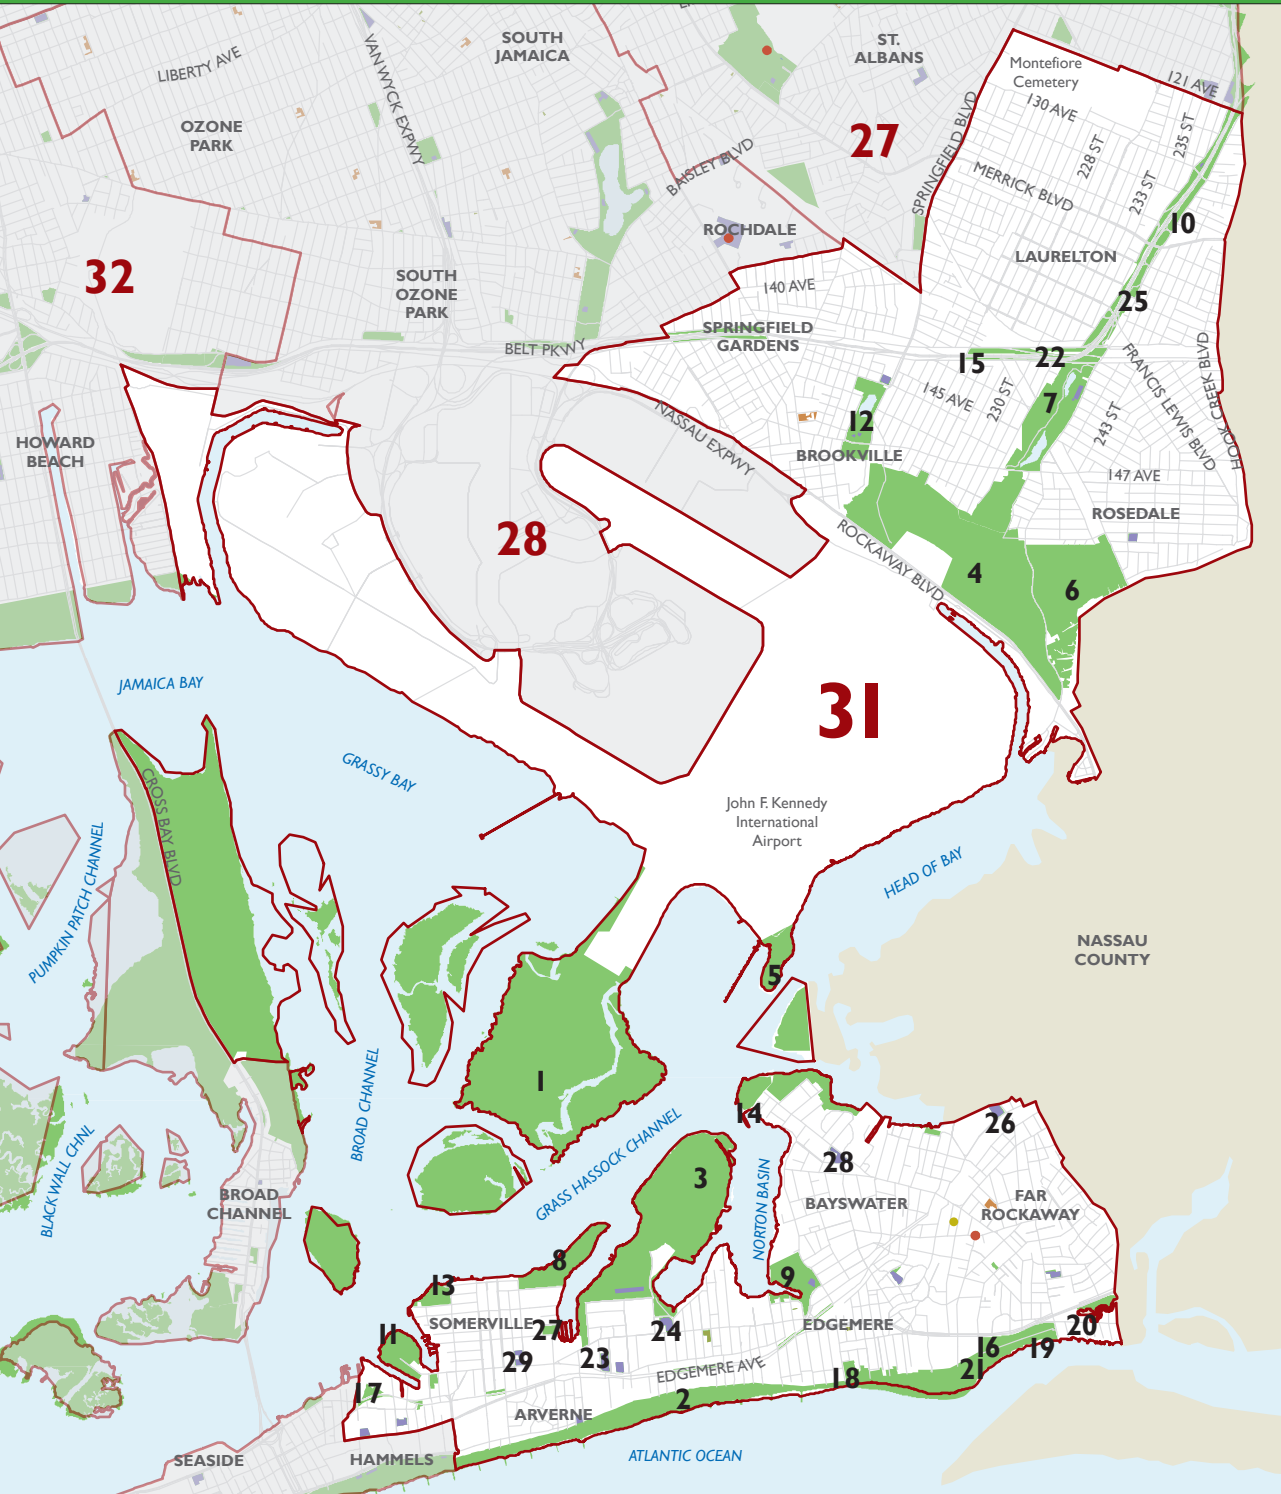 SOUTH
JAMAICA
ST.
ALBANS
LIBERTY AVE
VAN WYCK EXPWY
Montefiore
Cemetery
121 AVE
130 AVE
OZONE
PARK
27
SPRINGFIELD BLVD
228 ST
235 ST
BAISLEY BLVD
MERRICK BLVD
233 ST
10
ROCHDALE
LAURELTON
32
SOUTH
OZONE
PARK
140 AVE
25
SPRINGFIELD
GARDENS
BELT PKWY
15
22
FRANCIS LEWIS BLVD
HOOK CREEK BLVD
145 AVE
230 ST
7
243 ST
NASSAU EXPWY
12
HOWARD
BEACH
BROOKVILLE
147 AVE
ROSEDALE
28
ROCKAWAY BLVD
4
6
JAMAICA BAY
31
GRASSY BAY
CROSS BAY BLVD
John F. Kennedy
International
Airport
PUMPKIN PATCH CHANNEL
HEAD OF BAY
NASSAU
COUNTY
5
1
BROAD CHANNEL
14
26
BLACK WALL CHNL
GRASS HASSOCK CHANNEL
28
3
NORTON BASIN
BROAD
CHANNEL
BAYSWATER
FAR
ROCKAWAY
8
9
13
SOMERVILLE
27
24
EDGEMERE
20
11
29
23
16
19
EDGEMERE AVE
21
17
18
2
ARVERNE
SEASIDE
HAMMELS
ATLANTIC OCEAN